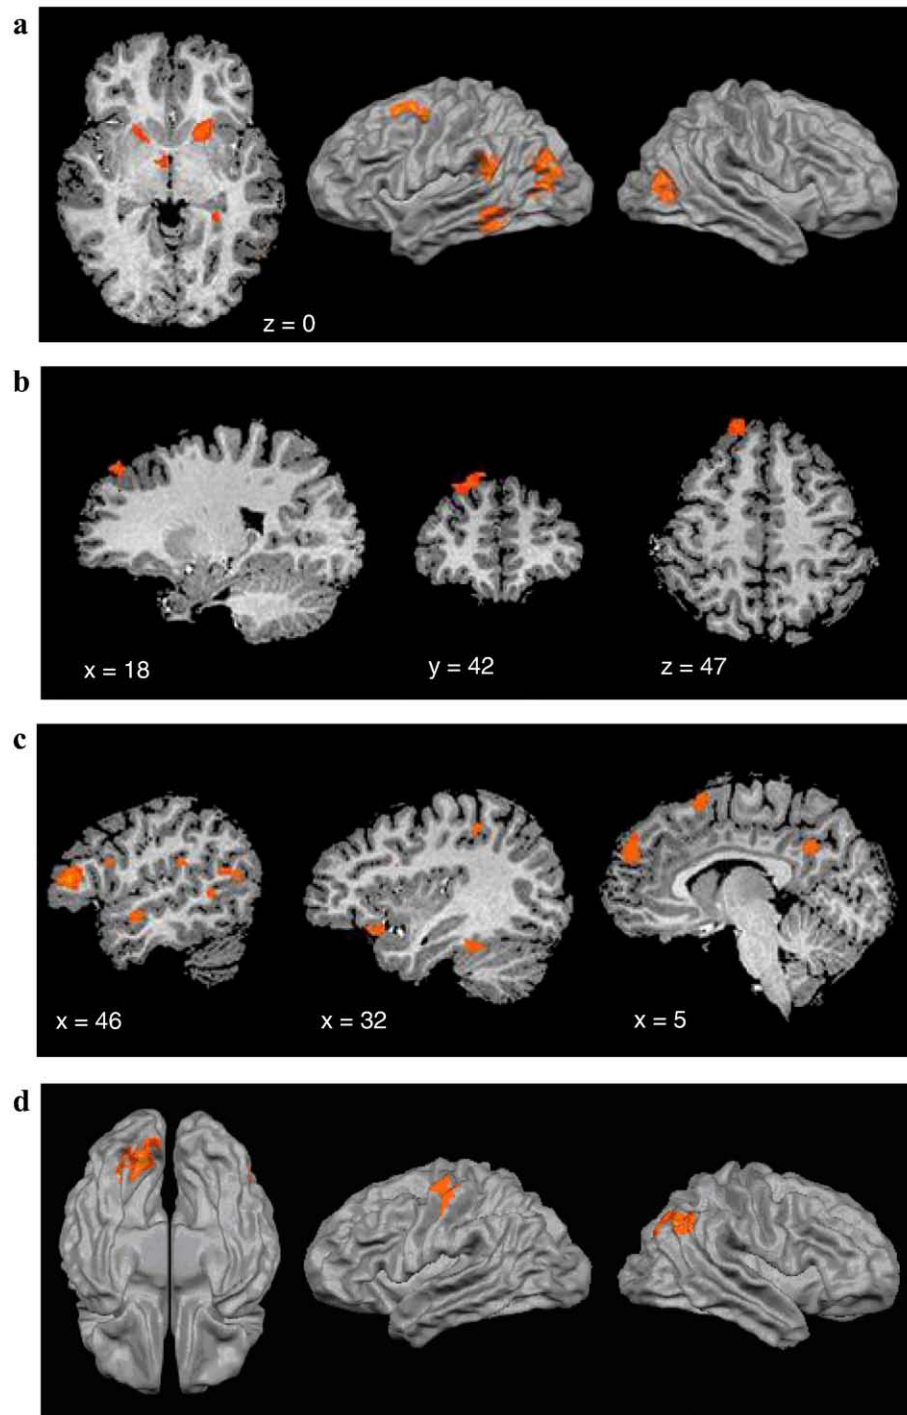 a
z = 0
b
x = 18
y = 42
z = 47
c
x = 46
x = 32
x = 5
d